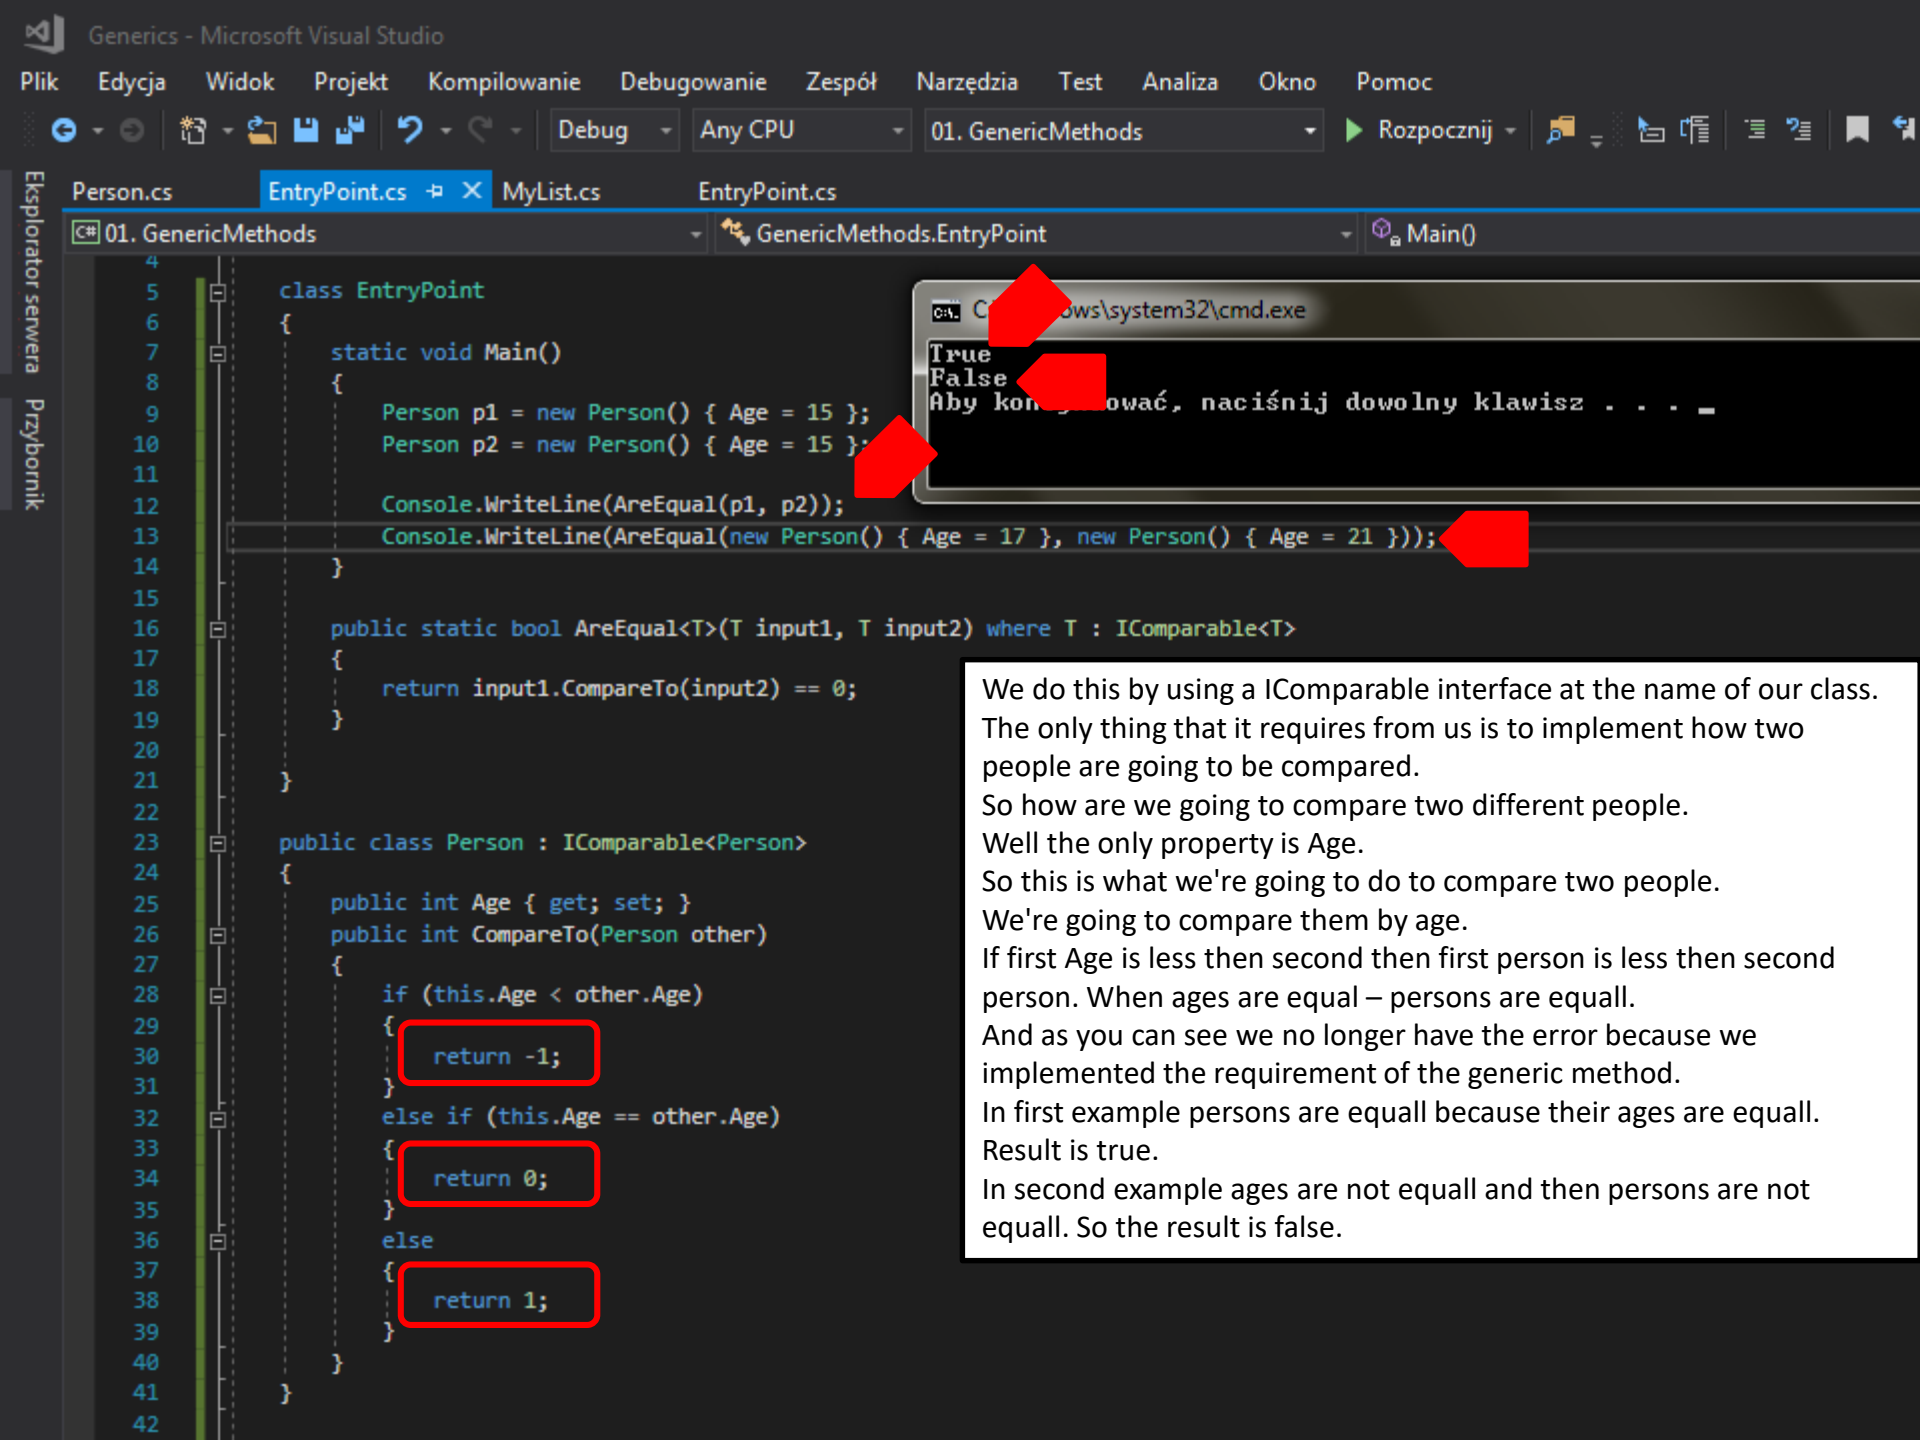 Generics - Microsoft Visual Studio
Plik Edycja Widok Projekt Kompilowanie Debugowanie Zespół Narzędzia Test Analiza Okno Pomoc
Debug Any CPU 01. GenericMethods Rozpocznij
Eksplorator serwera
Przybornik
Person.cs EntryPoint.cs MyList.cs EntryPoint.cs
C# 01. GenericMethods GenericMethods.EntryPoint Main()
4
5 class EntryPoint
6 {
7 static void Main()
8 {
9 Person p1 = new Person() { Age = 15 };
10 Person p2 = new Person() { Age = 15 };
11
12 Console.WriteLine(AreEqual(p1, p2));
13 Console.WriteLine(AreEqual(new Person() { Age = 17 }, new Person() { Age = 21 }));
14 }
15
16 public static bool AreEqual<T>(T input1, T input2) where T : IComparable<T>
17 {
18 return input1.CompareTo(input2) == 0;
19 }
20
21 }
22
23 public class Person : IComparable<Person>
24 {
25 public int Age { get; set; }
26 public int CompareTo(Person other)
27 {
28 if (this.Age < other.Age)
29 {
30 return -1;
31 }
32 else if (this.Age == other.Age)
33 {
34 return 0;
35 }
36 else
37 {
38 return 1;
39 }
40 }
41 }
42
ows\system32\cmd.exe
True
False
Aby ować, naciśnij dowolny klawisz . . . _
We do this by using a IComparable interface at the name of our class.
The only thing that it requires from us is to implement how two
people are going to be compared.
So how are we going to compare two different people.
Well the only property is Age.
So this is what we're going to do to compare two people.
We're going to compare them by age.
If first Age is less then second then first person is less then second
person. When ages are equal – persons are equall.
And as you can see we no longer have the error because we
implemented the requirement of the generic method.
In first example persons are equall because their ages are equall.
Result is true.
In second example ages are not equall and then persons are not
equall. So the result is false.